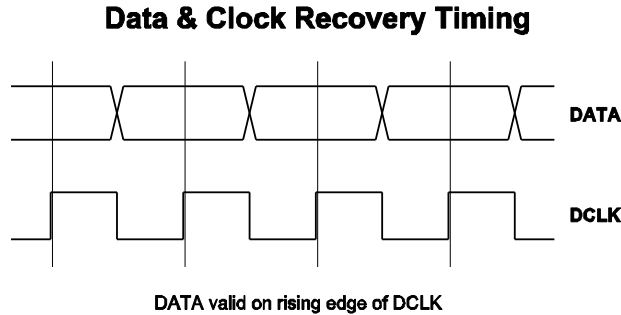 Data & Clock Recovery Timing
DATA
DCLK
DATA valid on rising edge of DCLK